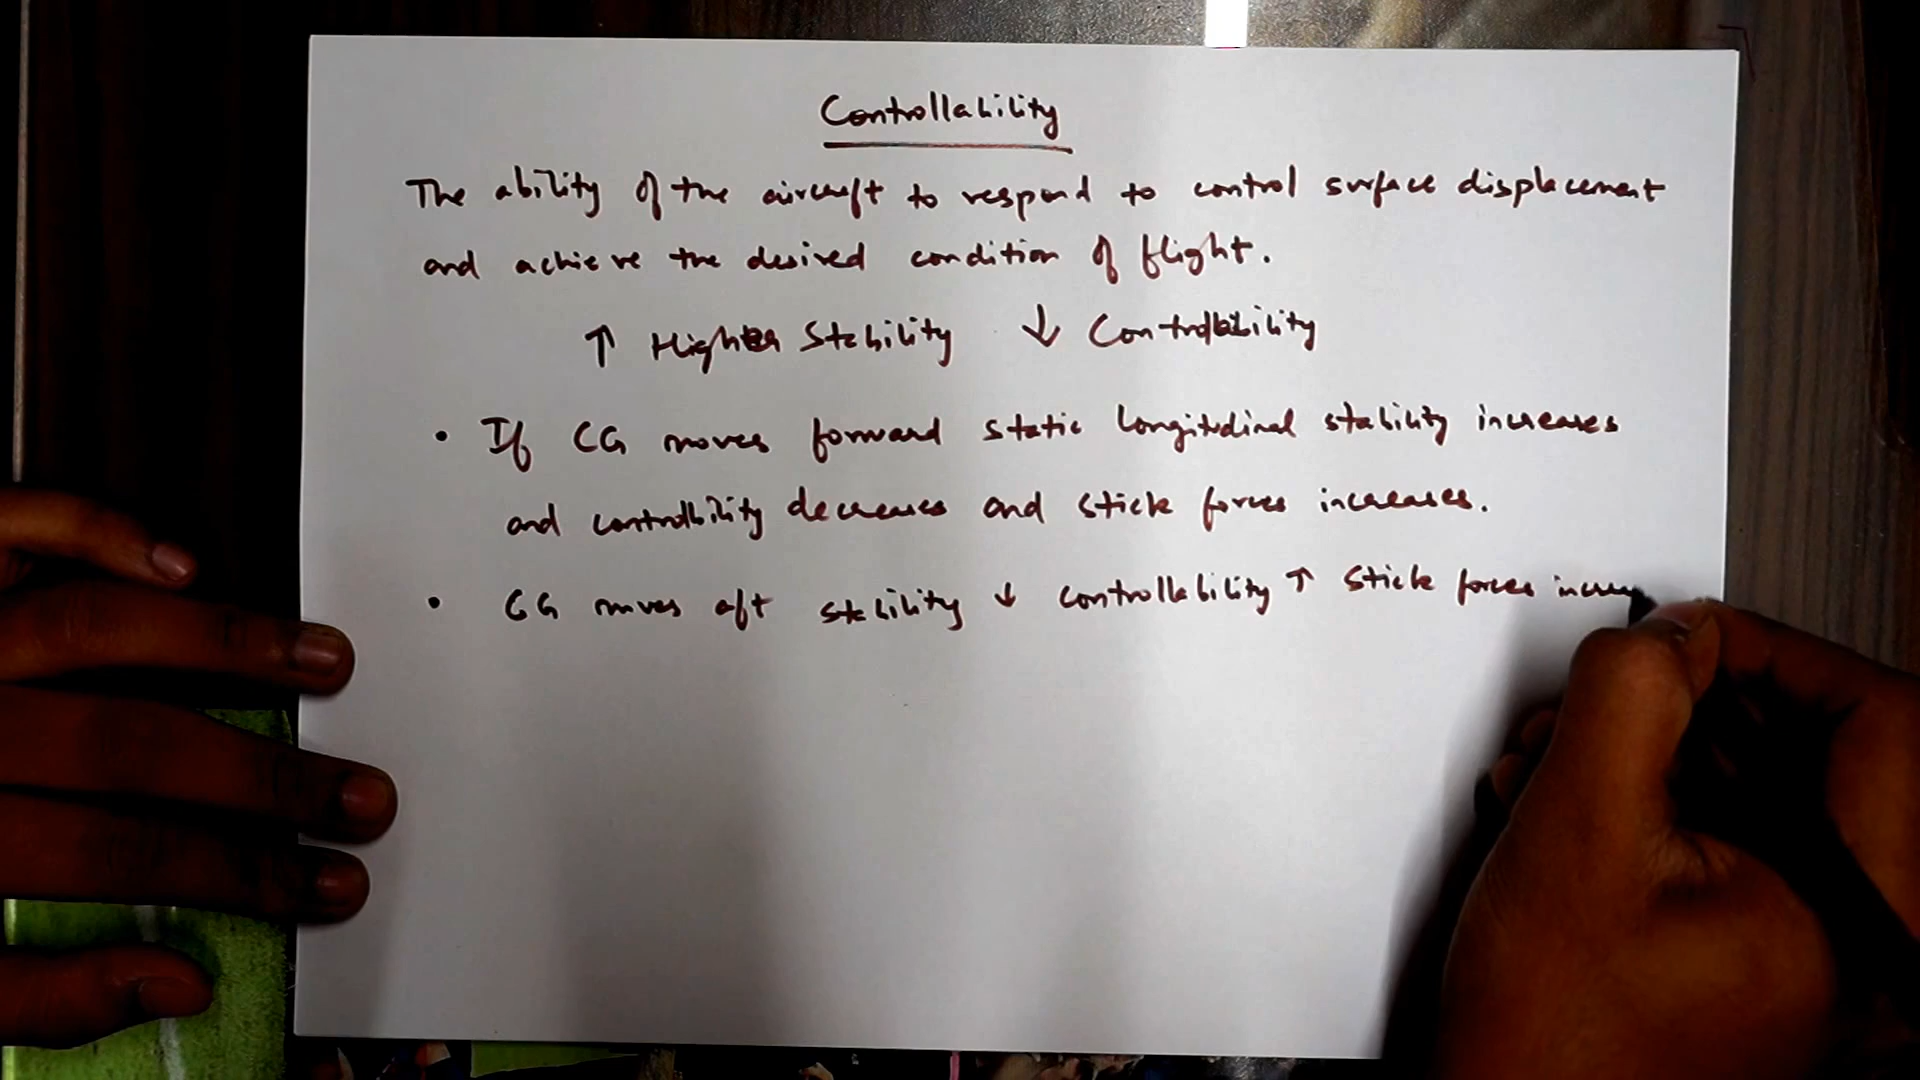 Controllability
The ability of the aircraft to respond to control surface displacement
and achieve the desired condition of flight.
↑ Higher Stability ↓ Controllability
• If CG moves forward static longitudinal stability increases
and controllbility decreases and stick forces increases.
• CG moves aft stability ↓ controllability ↑ stick forces